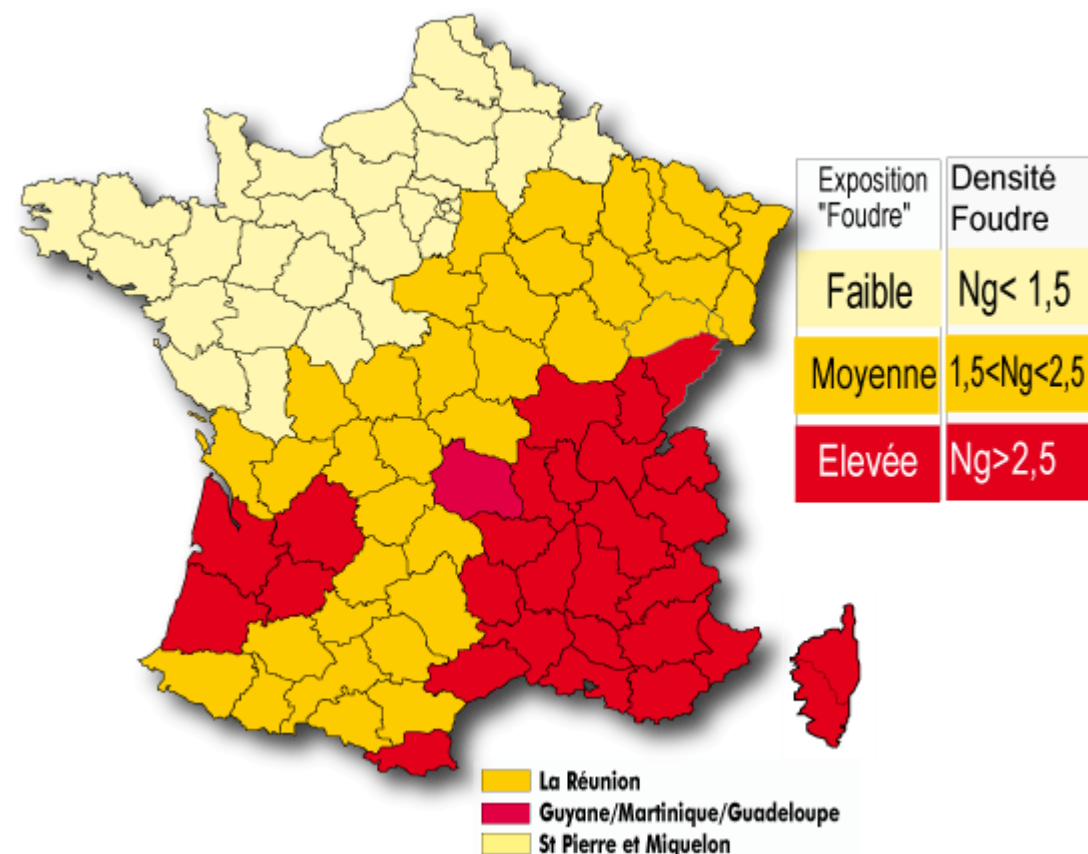 Exposition
"Foudre"
Densité
Foudre
Faible
Ng< 1,5
Moyenne
1,5<Ng<2,5
Elevée
Ng>2,5
La Réunion
Guyane/Martinique/Guadeloupe
St Pierre et Miquelon